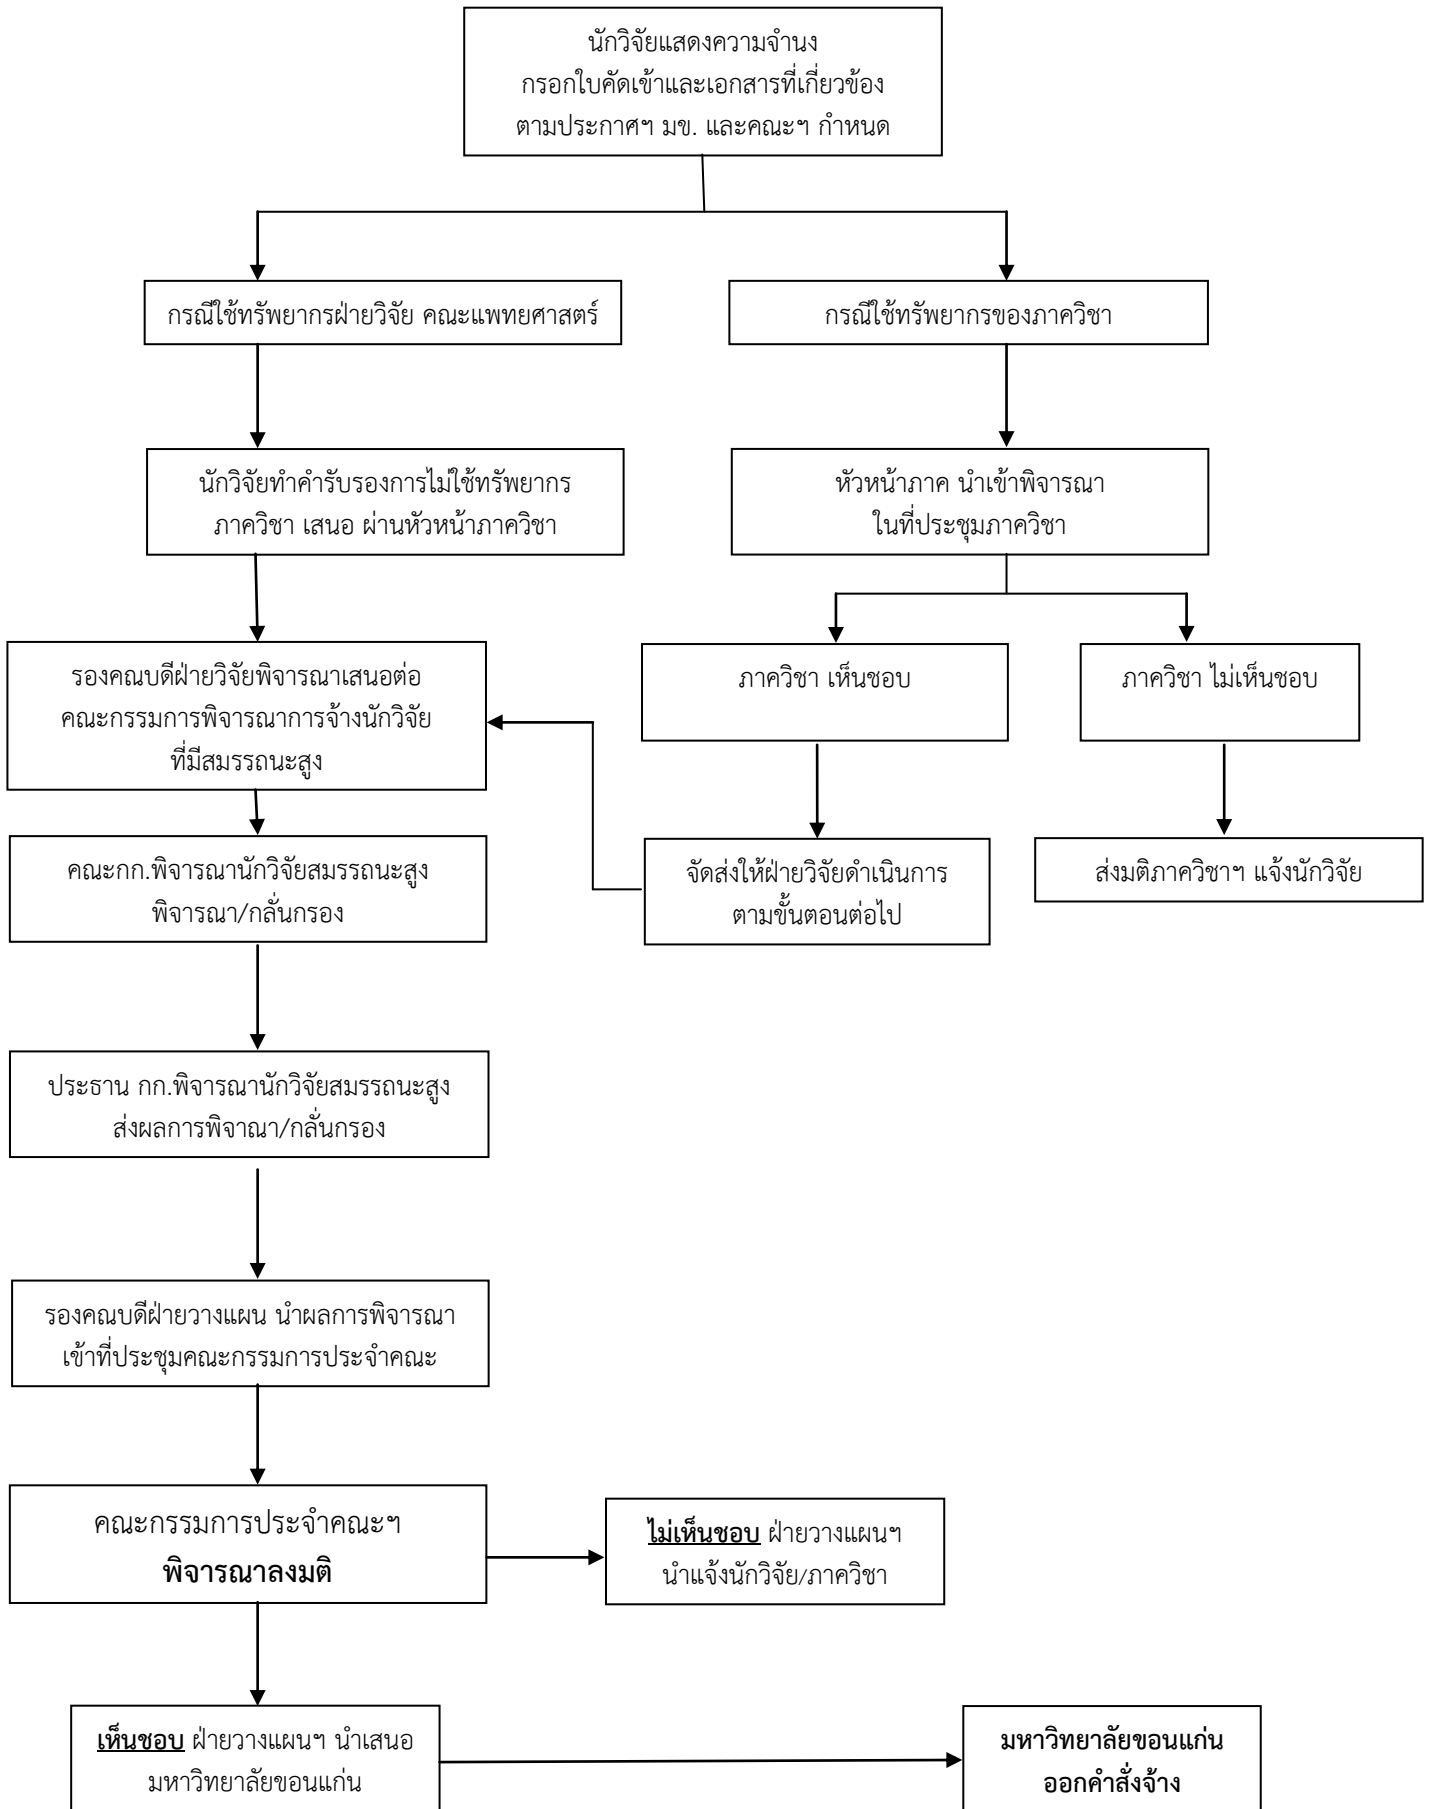 นักวิจัยแสดงความจำนง
กรอกใบคัดเข้าและเอกสารที่เกี่ยวข้อง
ตามประกาศฯ มข. และคณะฯ กำหนด
กรณีใช้ทรัพยากรฝ่ายวิจัย คณะแพทยศาสตร์
กรณีใช้ทรัพยากรของภาควิชา
นักวิจัยทำคำรับรองการไม่ใช้ทรัพยากร
ภาควิชา เสนอ ผ่านหัวหน้าภาควิชา
หัวหน้าภาค นำเข้าพิจารณา
ในที่ประชุมภาควิชา
รองคณบดีฝ่ายวิจัยพิจารณาเสนอต่อ
คณะกรรมการพิจารณาการจ้างนักวิจัย
ที่มีสมรรถนะสูง
ภาควิชา เห็นชอบ
ภาควิชา ไม่เห็นชอบ
คณะกก.พิจารณานักวิจัยสมรรถนะสูง
พิจารณา/กลั่นกรอง
จัดส่งให้ฝ่ายวิจัยดำเนินการ
ตามขั้นตอนต่อไป
ส่งมติภาควิชาฯ แจ้งนักวิจัย
ประธาน กก.พิจารณานักวิจัยสมรรถนะสูง
ส่งผลการพิจาณา/กลั่นกรอง
รองคณบดีฝ่ายวางแผน นำผลการพิจารณา
เข้าที่ประชุมคณะกรรมการประจำคณะ
คณะกรรมการประจำคณะฯ
พิจารณาลงมติ
ไม่เห็นชอบ ฝ่ายวางแผนฯ
นำแจ้งนักวิจัย/ภาควิชา
เห็นชอบ ฝ่ายวางแผนฯ นำเสนอ
มหาวิทยาลัยขอนแก่น
มหาวิทยาลัยขอนแก่น
ออกคำสั่งจ้าง